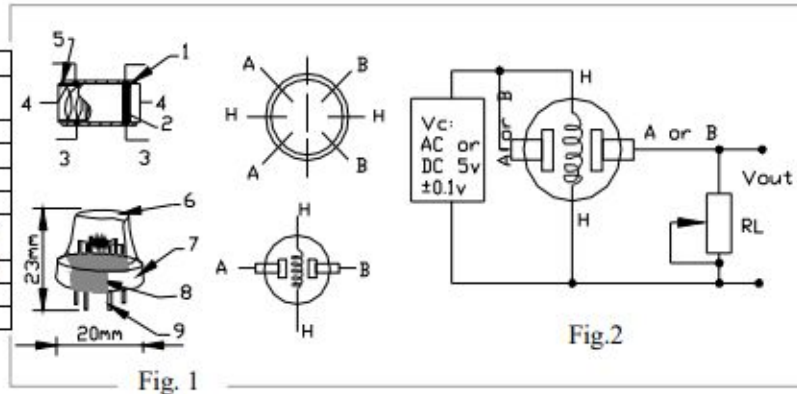 5
1
A
B
4
4
H
H
2
3
3
A
B
6
H
23mm
7
A
B
8
H
9
20mm
Fig. 1
H
Vc:
AC or
DC 5v
±0.1v
A or B
A or B
Vout
H
RL
Fig.2